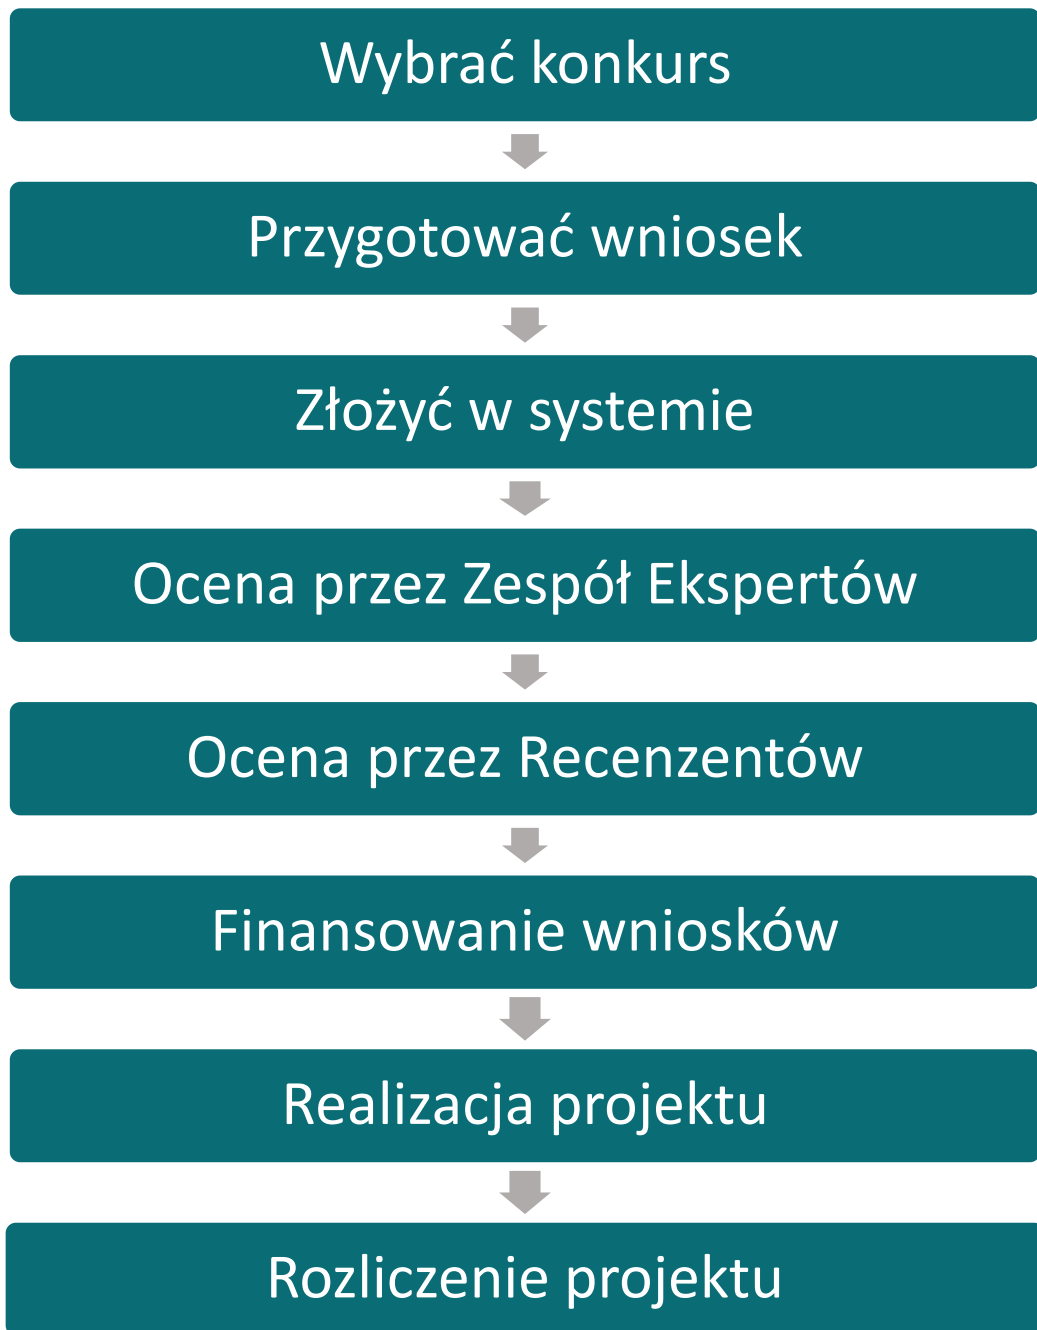 Wybrać konkurs
Przygotować wniosek
Złożyć w systemie
Ocena przez Zespół Ekspertów
Ocena przez Recenzentów
Finansowanie wniosków
Realizacja projektu
Rozliczenie projektu